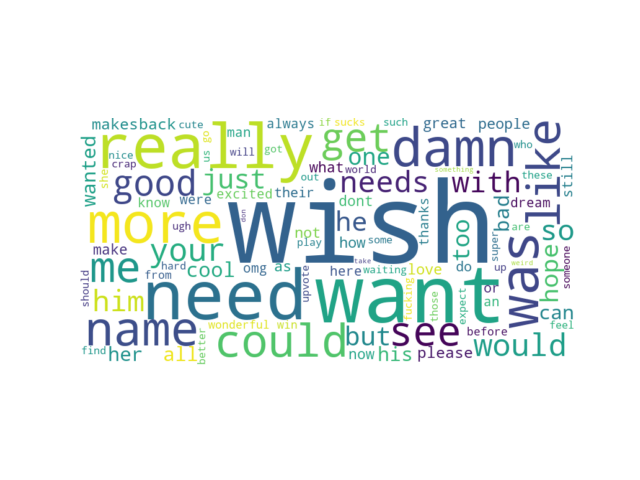 makes back cute really always if sucks such great people
wanted nice crap she us go man will got get one what world damn who like still
good just excited their out needs with these
know were wish he dont thanks bad dream are
more your not play how some too super so
me cool omg as here waiting love do up hope someone
make from hard don take something weird
should him need upvote want fucking those expect or an was can feel
name wonderful win could but see before would
find her all better now his please